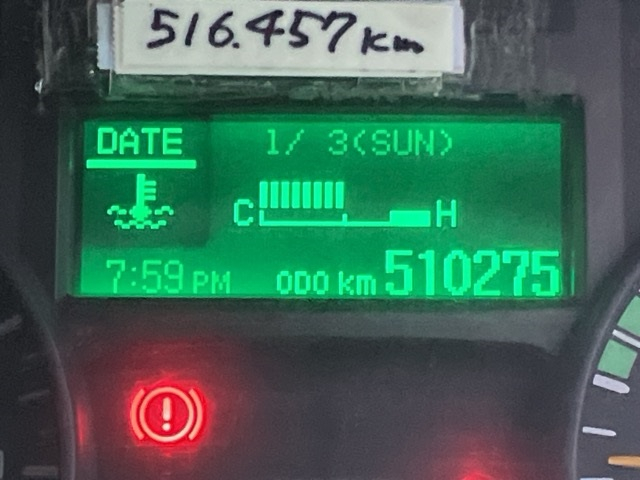 516.457km
DATE 1/ 3(SUN)
C H
7:59 PM ODO km 510275